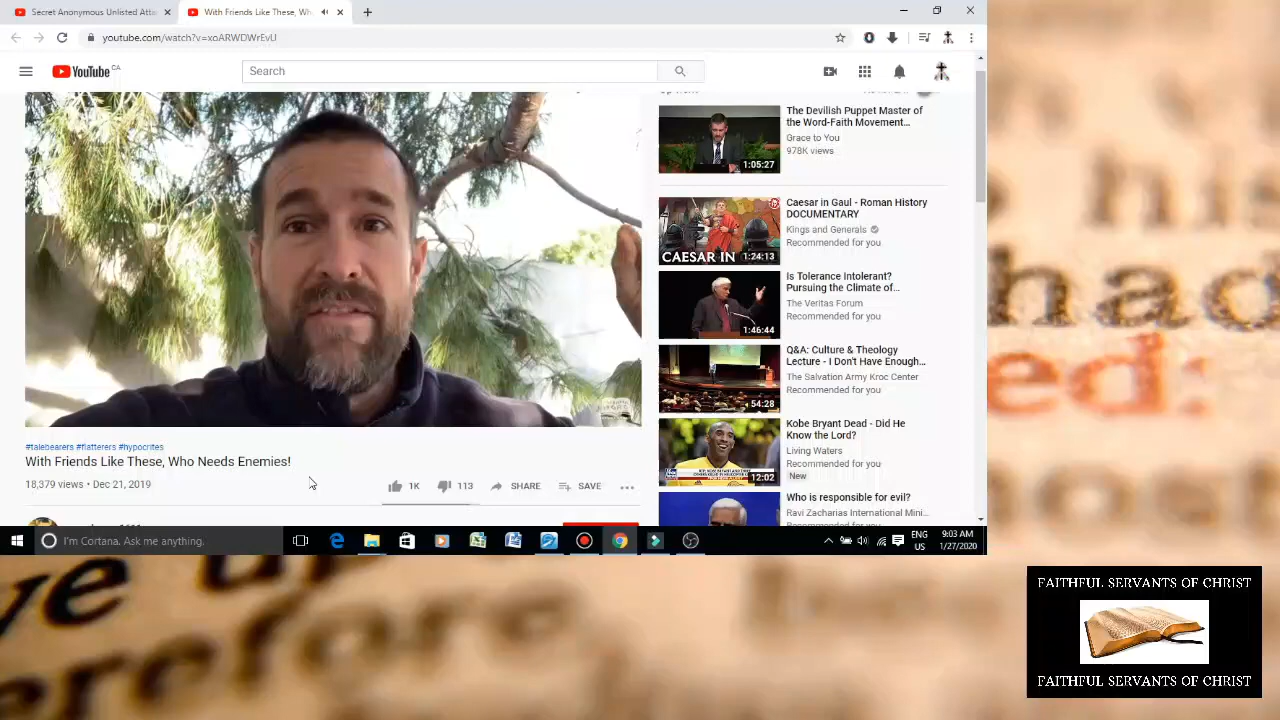 Secret Anonymous Unlisted Atta
With Friends Like These, Wh
youtube.com/watch?v=xoARWDWrEvU
YouTube CA
Search
The Devilish Puppet Master of
the Word-Faith Movement...
Grace to You
978K views
1:05:27
Caesar in Gaul - Roman History
DOCUMENTARY
Kings and Generals
Recommended for you
CAESAR IN
1:24:13
Is Tolerance Intolerant?
Pursuing the Climate of...
The Veritas Forum
Recommended for you
1:46:44
Q&A: Culture & Theology
Lecture - I Don't Have Enough...
The Salvation Army Kroc Center
Recommended for you
54:28
Kobe Bryant Dead - Did He
Know the Lord?
Living Waters
Recommended for you
New
12:02
Who is responsible for evil?
Ravi Zacharias International Mini...
Recommended for you
#talebearers #flatterers #hypocrites
With Friends Like These, Who Needs Enemies!
18,379 views • Dec 21, 2019
1K
113
SHARE
SAVE
I'm Cortana. Ask me anything.
ENG
US
9:03 AM
1/27/2020
had
ed:
FAITHFUL SERVANTS OF CHRIST
FAITHFUL SERVANTS OF CHRIST